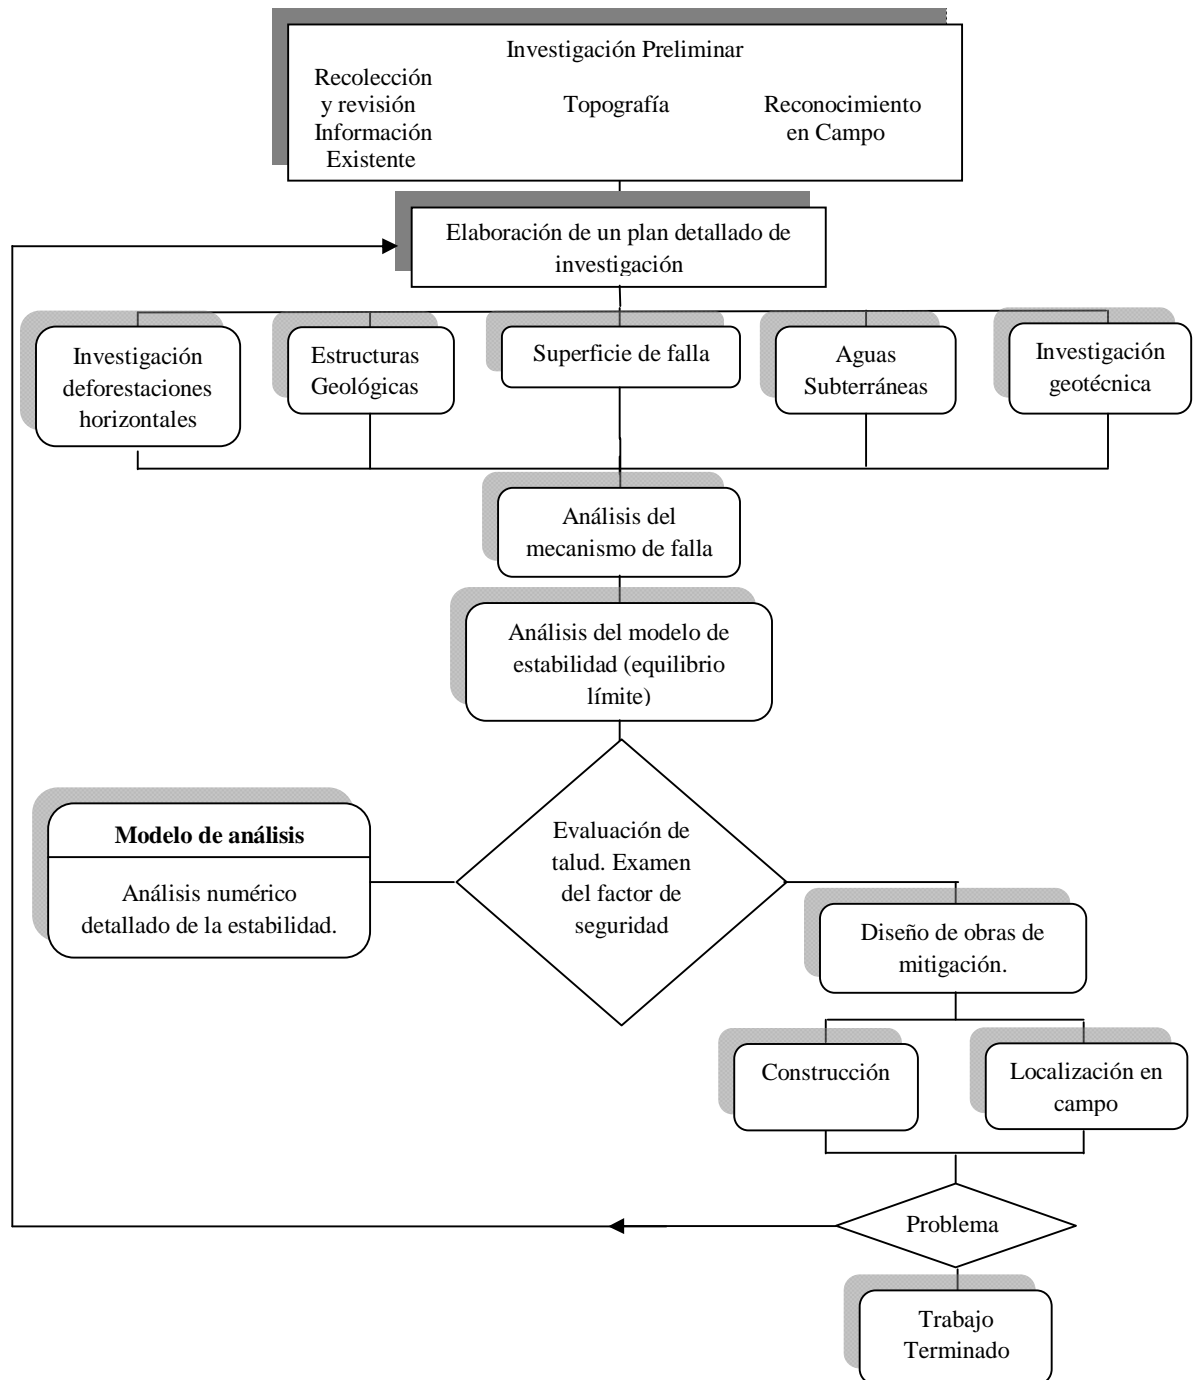 Investigación Preliminar
Recolección
y revisión
Información
Existente
Topografía
Reconocimiento
en Campo
Elaboración de un plan detallado de
investigación
Investigación
deforestaciones
horizontales
Estructuras
Geológicas
Superficie de falla
Aguas
Subterráneas
Investigación
geotécnica
Análisis del
mecanismo de falla
Análisis del modelo de
estabilidad (equilibrio
límite)
Evaluación de
talud. Examen
del factor de
seguridad
Modelo de análisis
Análisis numérico
detallado de la estabilidad.
Diseño de obras de
mitigación.
Construcción
Localización en
campo
Problema
Trabajo
Terminado